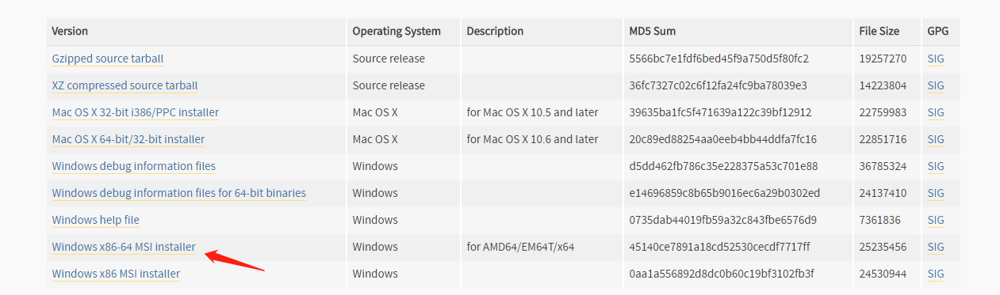 Version Operating System Description MD5 Sum File Size GPG
Gzipped source tarball Source release 5566bc7e1fdf6bed45f9a750d5f80fc2 19257270 SIG
XZ compressed source tarball Source release 36fc7327c02c6f12fa24fc9ba78039e3 14223804 SIG
Mac OS X 32-bit i386/PPC installer Mac OS X for Mac OS X 10.5 and later 39635ba1fc5f471639a122c39bf12912 22759983 SIG
Mac OS X 64-bit/32-bit installer Mac OS X for Mac OS X 10.6 and later 20c89ed88254aa0eeb4bb44ddfa7fc16 22851716 SIG
Windows debug information files Windows d5dd462fb786c35e228375a53c701e88 36785324 SIG
Windows debug information files for 64-bit binaries Windows e14696859c8b65b9016ec6a29b0302ed 24137410 SIG
Windows help file Windows 0735dab44019fb59a32c843fbe6576d9 7361836 SIG
Windows x86-64 MSI installer Windows for AMD64/EM64T/x64 45140ce7891a18cd52530cecdf7717ff 25235456 SIG
Windows x86 MSI installer Windows 0aa1a556892d8dc0b60c19bf3102fb3f 24530944 SIG